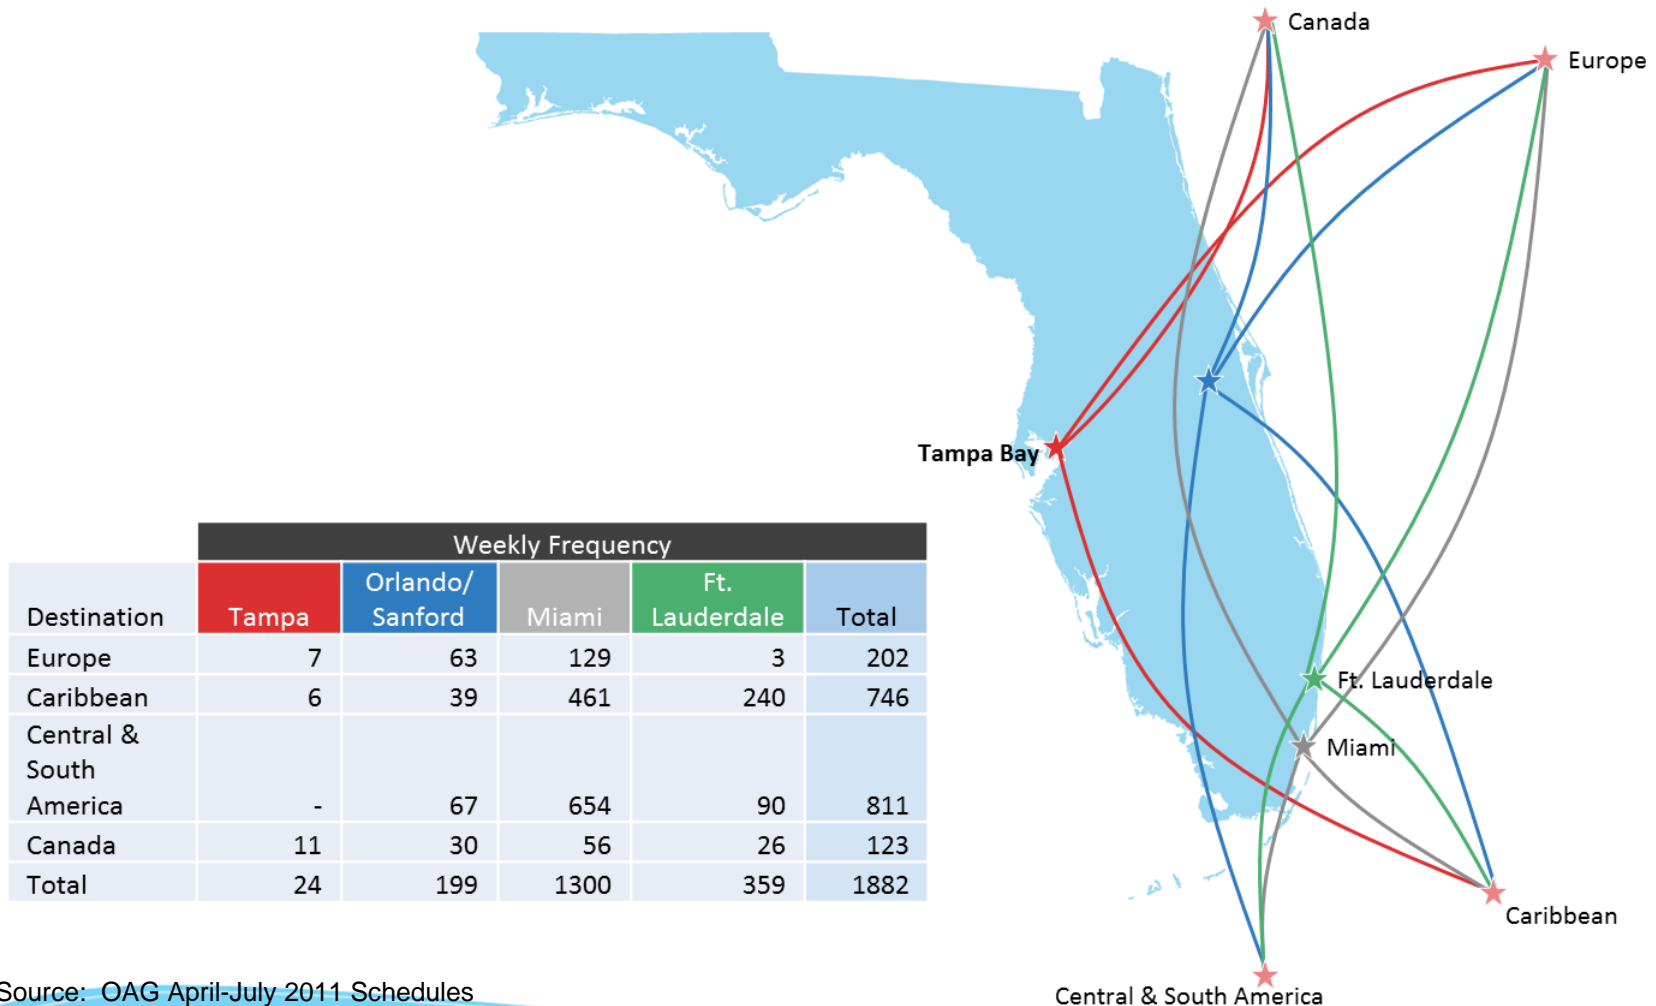 Canada
Europe
Tampa Bay
Weekly Frequency
Destination Tampa Orlando/ Sanford Miami Ft. Lauderdale Total
Europe 7 63 129 3 202
Caribbean 6 39 461 240 746
Central & South America - 67 654 90 811
Canada 11 30 56 26 123
Total 24 199 1300 359 1882
Ft. Lauderdale
Miami
Caribbean
Central & South America
Source: OAG April-July 2011 Schedules